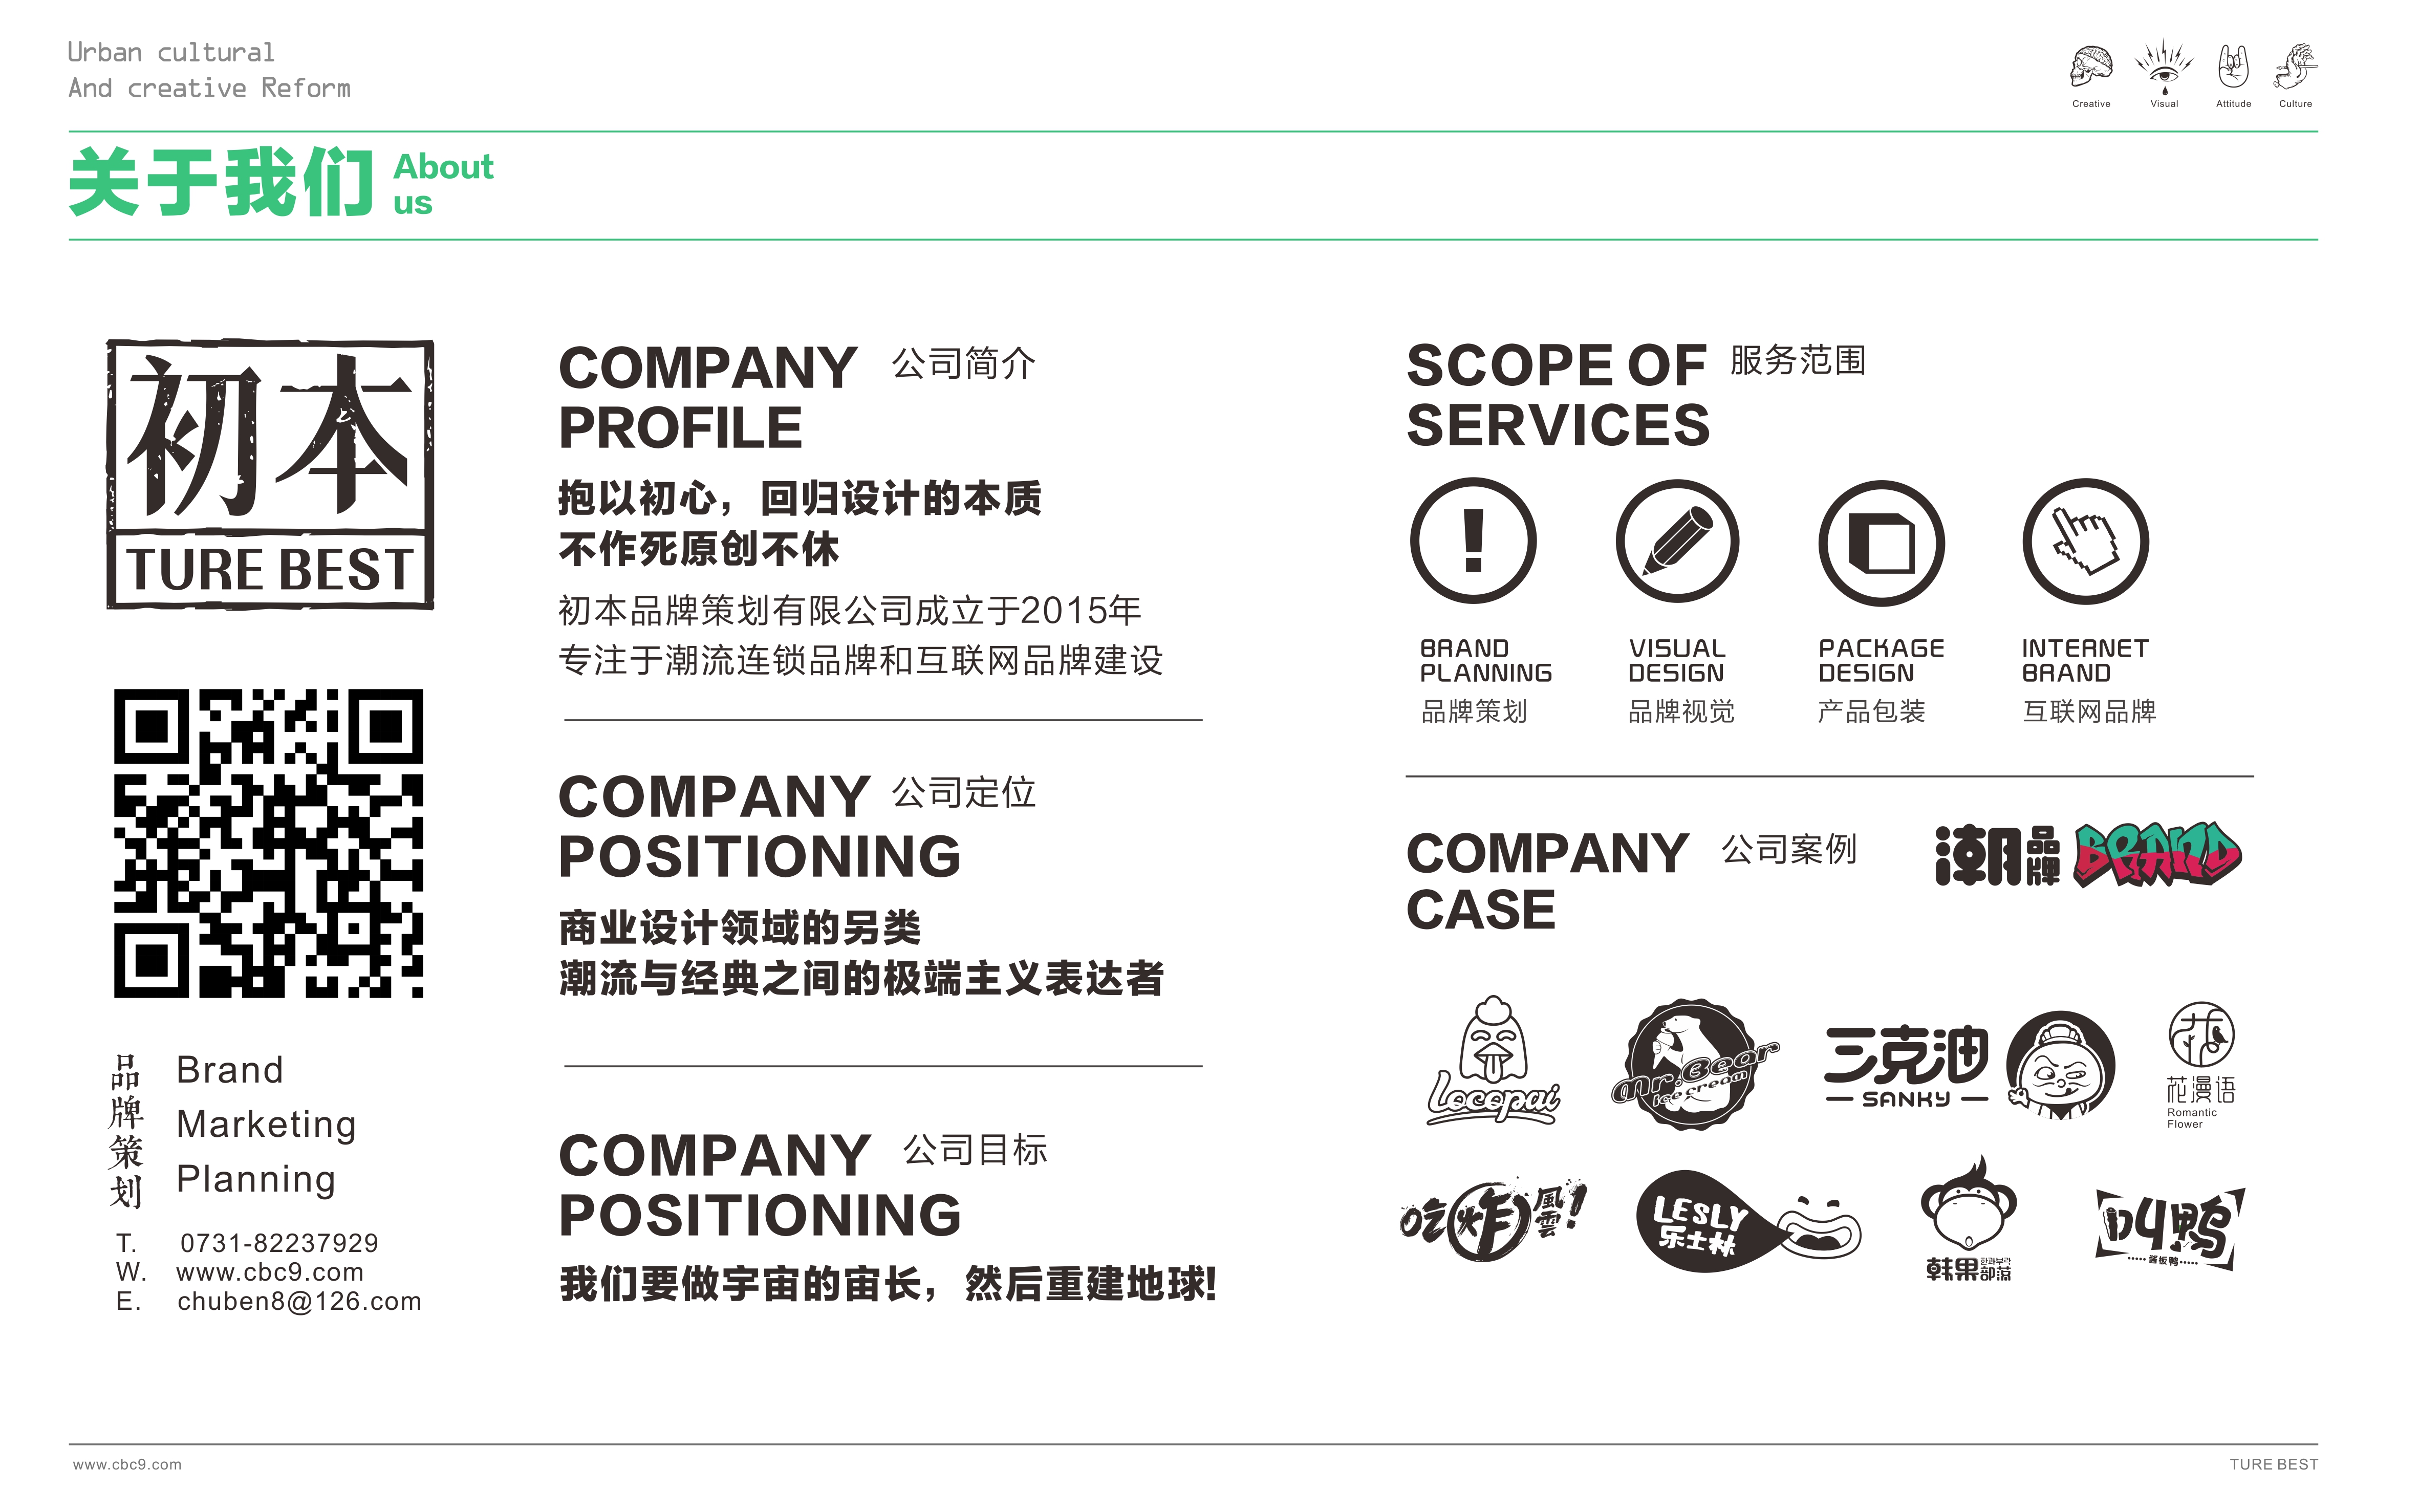 Urban cultural
And creative Reform
Creative
Visual
Attitude
Culture
关于我们
About
us
初本
TURE BEST
品牌策划
Brand
Marketing
Planning
T. 0731-82237929
W. www.cbc9.com
E. chuben8@126.com
COMPANY 公司简介
PROFILE
抱以初心，回归设计的本质
不作死原创不休
初本品牌策划有限公司成立于2015年
专注于潮流连锁品牌和互联网品牌建设
COMPANY 公司定位
POSITIONING
商业设计领域的另类
潮流与经典之间的极端主义表达者
COMPANY 公司目标
POSITIONING
我们要做宇宙的宙长，然后重建地球!
SCOPE OF 服务范围
SERVICES
BRAND
PLANNING
品牌策划
VISUAL
DESIGN
品牌视觉
PACKAGE
DESIGN
产品包装
INTERNET
BRAND
互联网品牌
COMPANY 公司案例
CASE
潮品牌 BRAND
Locopai
Mr.Bear
ice cream
三克油
SANKY
花漫语
Romantic
Flower
吃炸風雲!
LESLY
乐士林
韩果部落
한과부락
叫鸭
酱板鸭
www.cbc9.com
TURE BEST